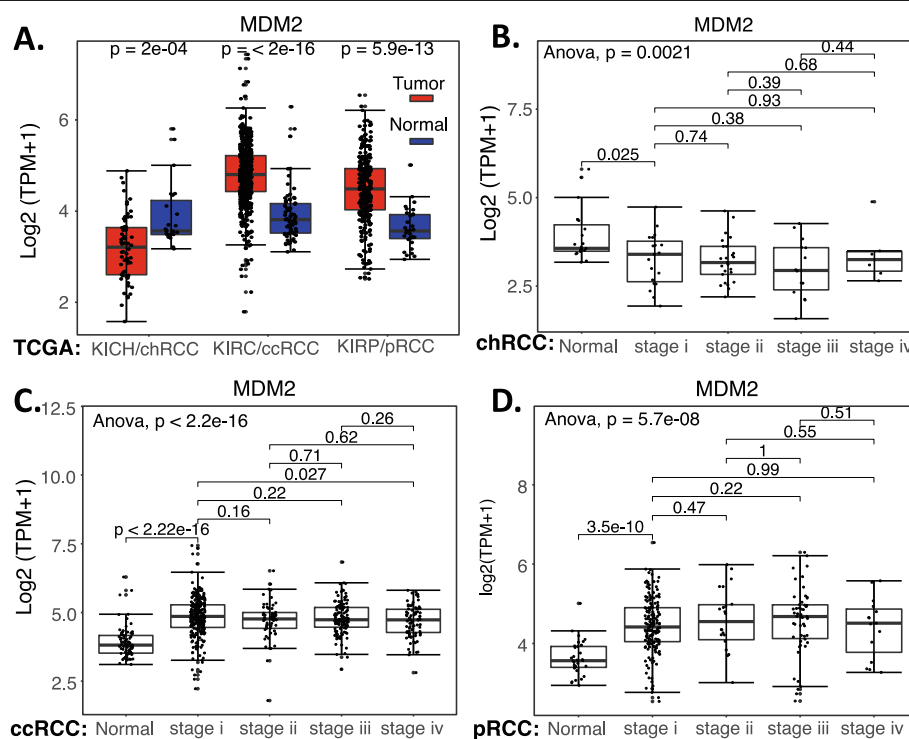 A.
MDM2
p = 2e-04
p = < 2e-16
p = 5.9e-13
Tumor
Normal
Log2 (TPM+1)
6
4
2
TCGA:
KICH/chRCC
KIRC/ccRCC
KIRP/pRCC
B.
MDM2
Anova, p = 0.0021
0.44
0.68
0.39
0.93
0.38
0.74
0.025
Log2 (TPM+1)
7.5
5.0
2.5
chRCC:
Normal
stage i
stage ii
stage iii
stage iv
C.
MDM2
Anova, p < 2.2e-16
0.26
0.62
0.71
0.027
0.22
0.16
p < 2.22e-16
Log2 (TPM+1)
12.5
10.0
7.5
5.0
2.5
ccRCC:
Normal
stage i
stage ii
stage iii
stage iv
D.
MDM2
Anova, p = 5.7e-08
0.51
0.55
1
0.99
0.22
0.47
3.5e-10
log2(TPM+1)
8
6
4
pRCC:
Normal
stage i
stage ii
stage iii
stage iv